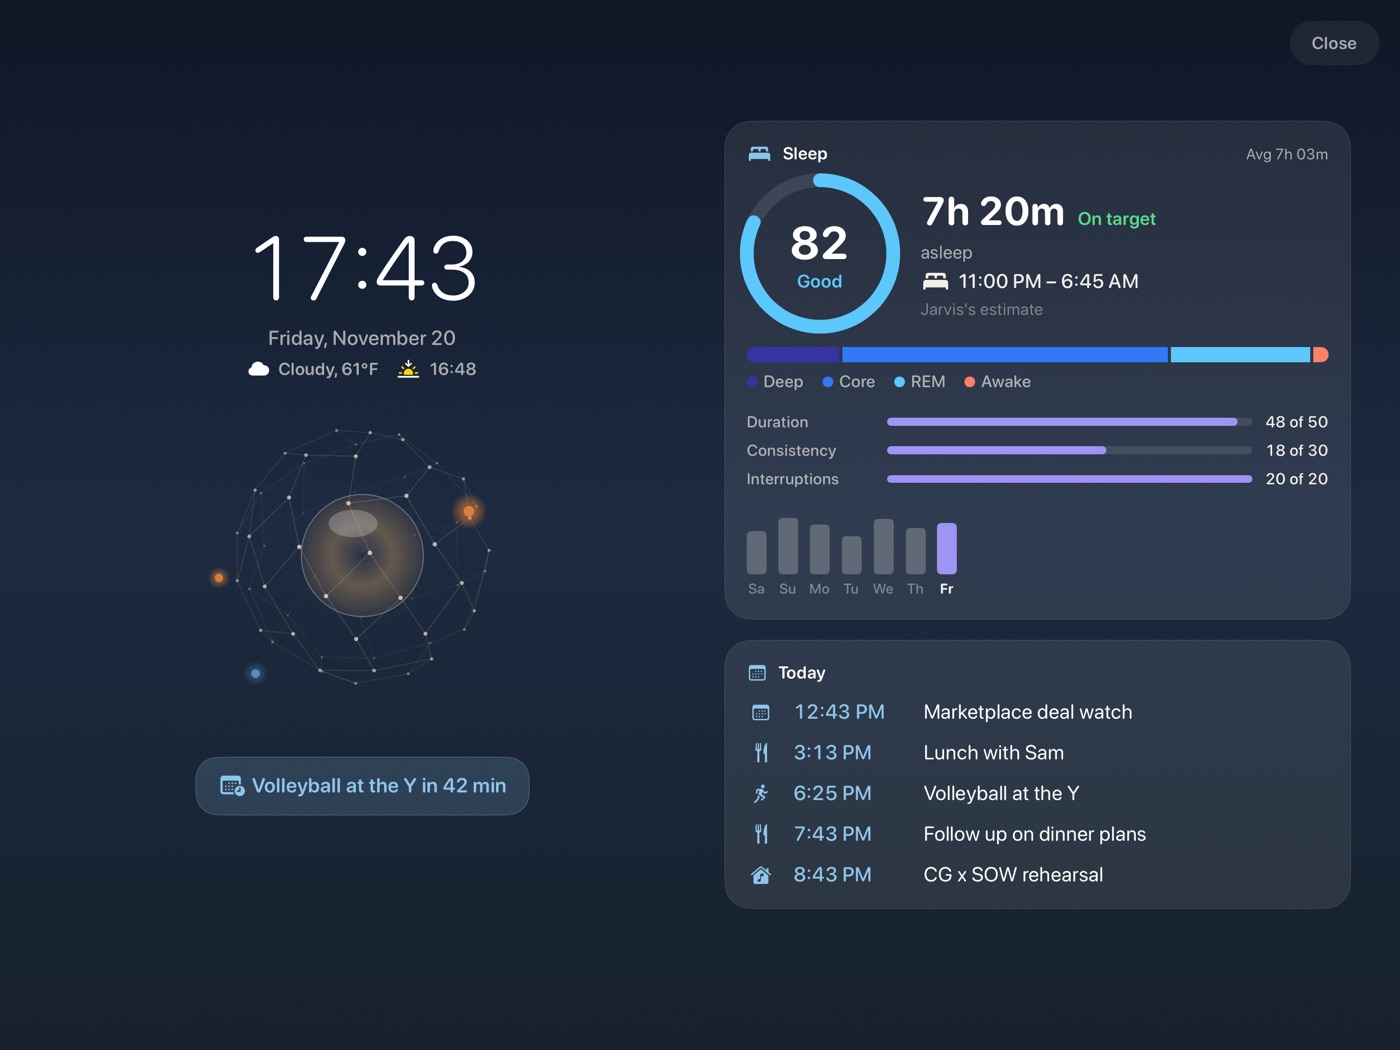 Close
17:43
Friday, November 20
Cloudy, 61°F 16:48
Volleyball at the Y in 42 min
Sleep Avg 7h 03m
82
Good
7h 20m On target
asleep
11:00 PM – 6:45 AM
Jarvis's estimate
Deep Core REM Awake
Duration 48 of 50
Consistency 18 of 30
Interruptions 20 of 20
Sa Su Mo Tu We Th Fr
Today
12:43 PM Marketplace deal watch
3:13 PM Lunch with Sam
6:25 PM Volleyball at the Y
7:43 PM Follow up on dinner plans
8:43 PM CG x SOW rehearsal